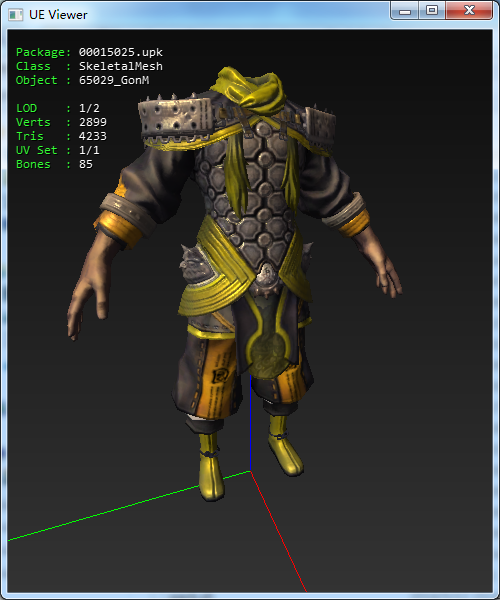 UE Viewer
Package: 00015025.upk
Class  : SkeletalMesh
Object : 65029_GonM
LOD    : 1/2
Verts  : 2899
Tris   : 4233
UV Set : 1/1
Bones  : 85